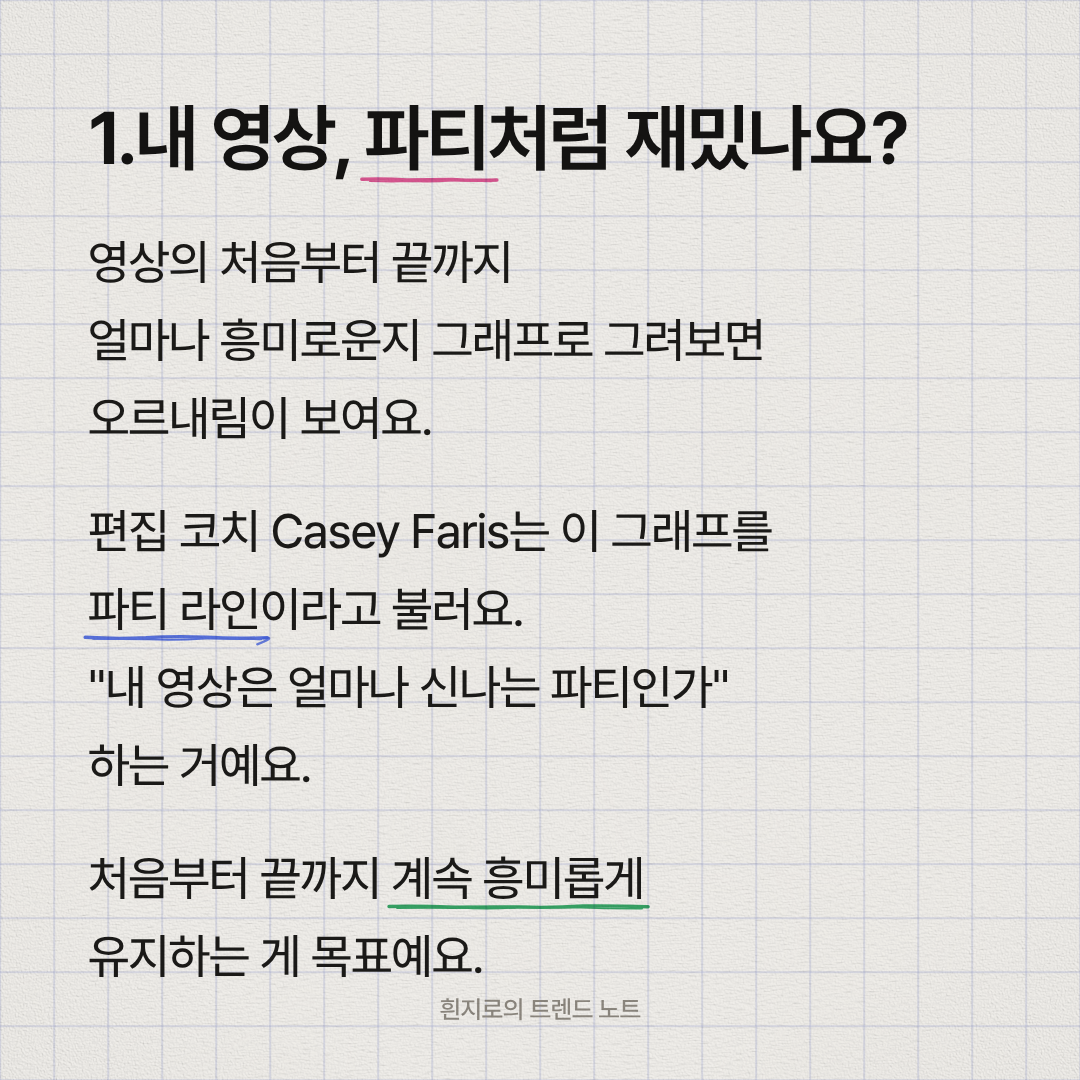 1.내 영상, 파티처럼 재밌나요?
영상의 처음부터 끝까지
얼마나 흥미로운지 그래프로 그려보면
오르내림이 보여요.
편집 코치 Casey Faris는 이 그래프를
파티 라인이라고 불러요.
"내 영상은 얼마나 신나는 파티인가"
하는 거예요.
처음부터 끝까지 계속 흥미롭게
유지하는 게 목표예요.
흰지로의 트렌드 노트